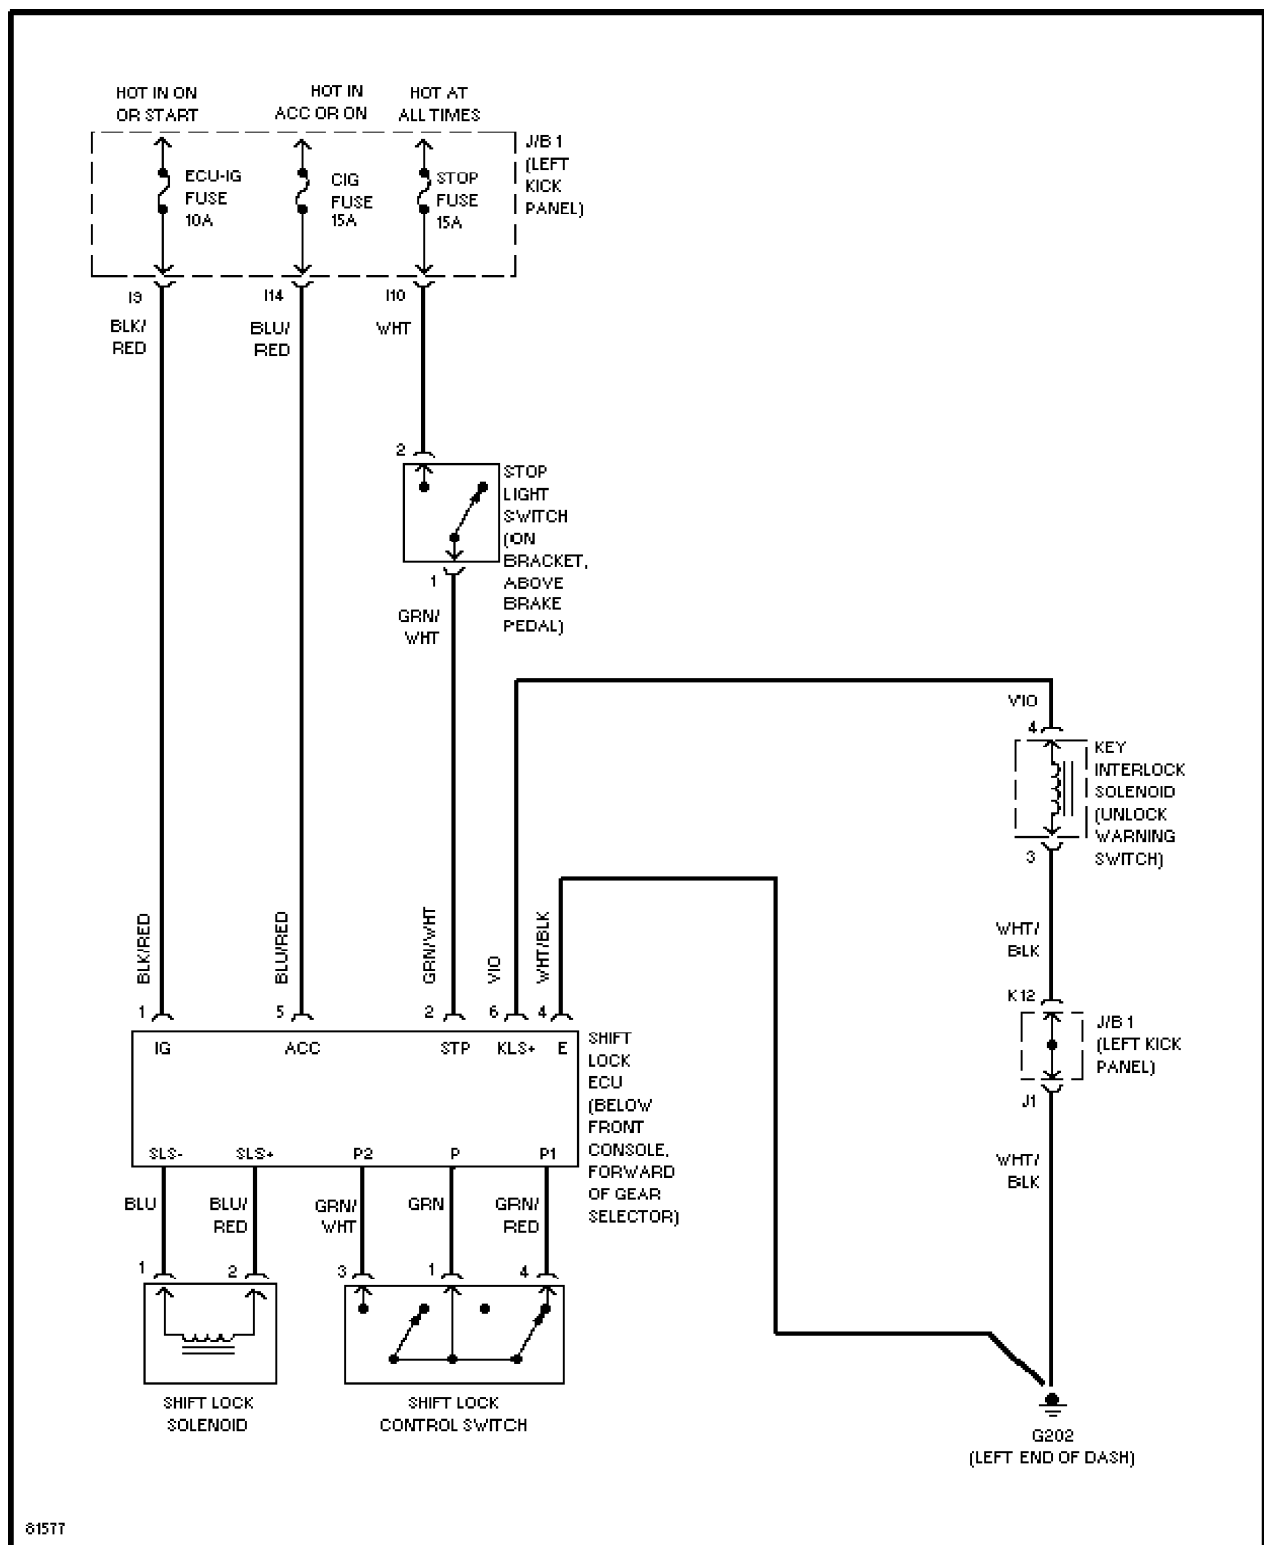 HOT IN ON
OR START
HOT IN
ACC OR ON
HOT AT
ALL TIMES
ECU-IG
FUSE
10A
CIG
FUSE
15A
STOP
FUSE
15A
J/B 1
(LEFT
KICK
PANEL)
I9
I14
I10
BLK/
RED
BLU/
RED
WHT
2
STOP
LIGHT
SWITCH
(ON
BRACKET,
ABOVE
BRAKE
PEDAL)
1
GRN/
WHT
VIO
4
KEY
INTERLOCK
SOLENOID
(UNLOCK
WARNING
SWITCH)
3
WHT/
BLK
K12
J/B 1
(LEFT KICK
PANEL)
J1
WHT/
BLK
BLK/RED
BLU/RED
GRN/WHT
VIO
WHT/BLK
1
5
2
6
4
IG
ACC
STP
KLS+
E
SHIFT
LOCK
ECU
(BELOW
FRONT
CONSOLE,
FORWARD
OF GEAR
SELECTOR)
SLS-
SLS+
P2
P
P1
BLU
BLU/
RED
GRN/
WHT
GRN
GRN/
RED
1
2
3
1
4
SHIFT LOCK
SOLENOID
SHIFT LOCK
CONTROL SWITCH
G202
(LEFT END OF DASH)
81577